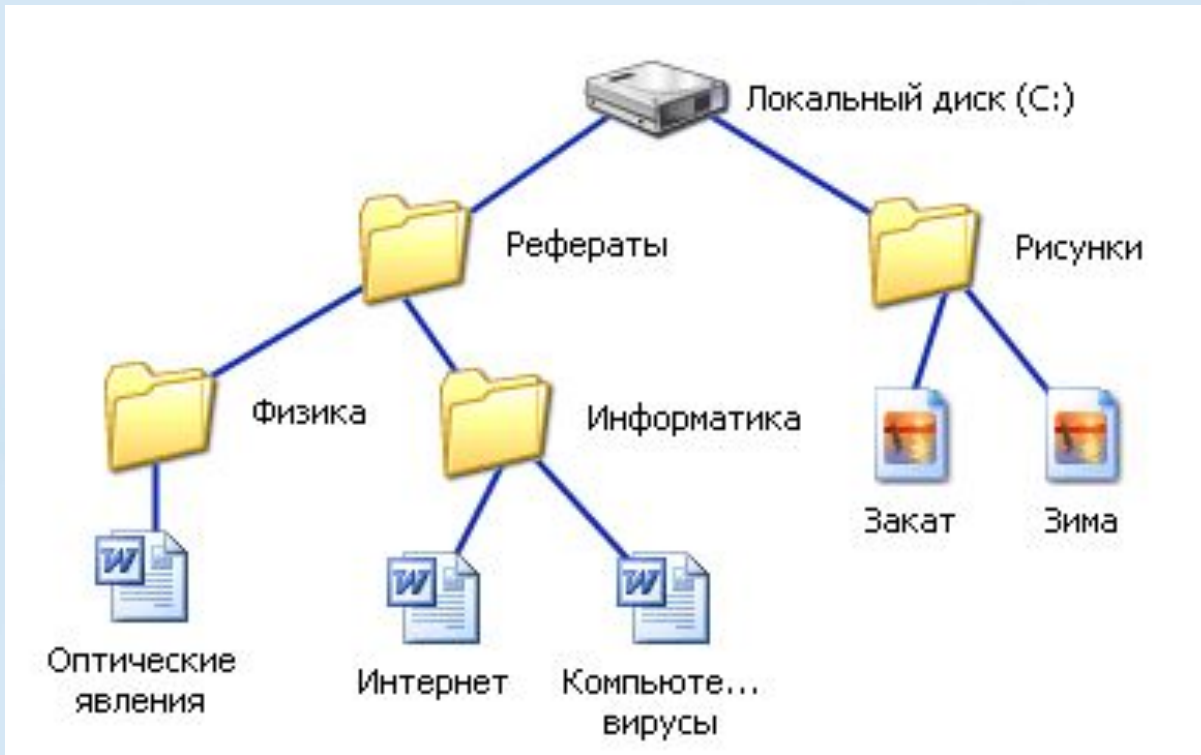 Локальный диск (C:)
Рефераты
Рисунки
Физика
Информатика
Закат
Зима
Оптические
явления
Интернет
Компьюте...
вирусы